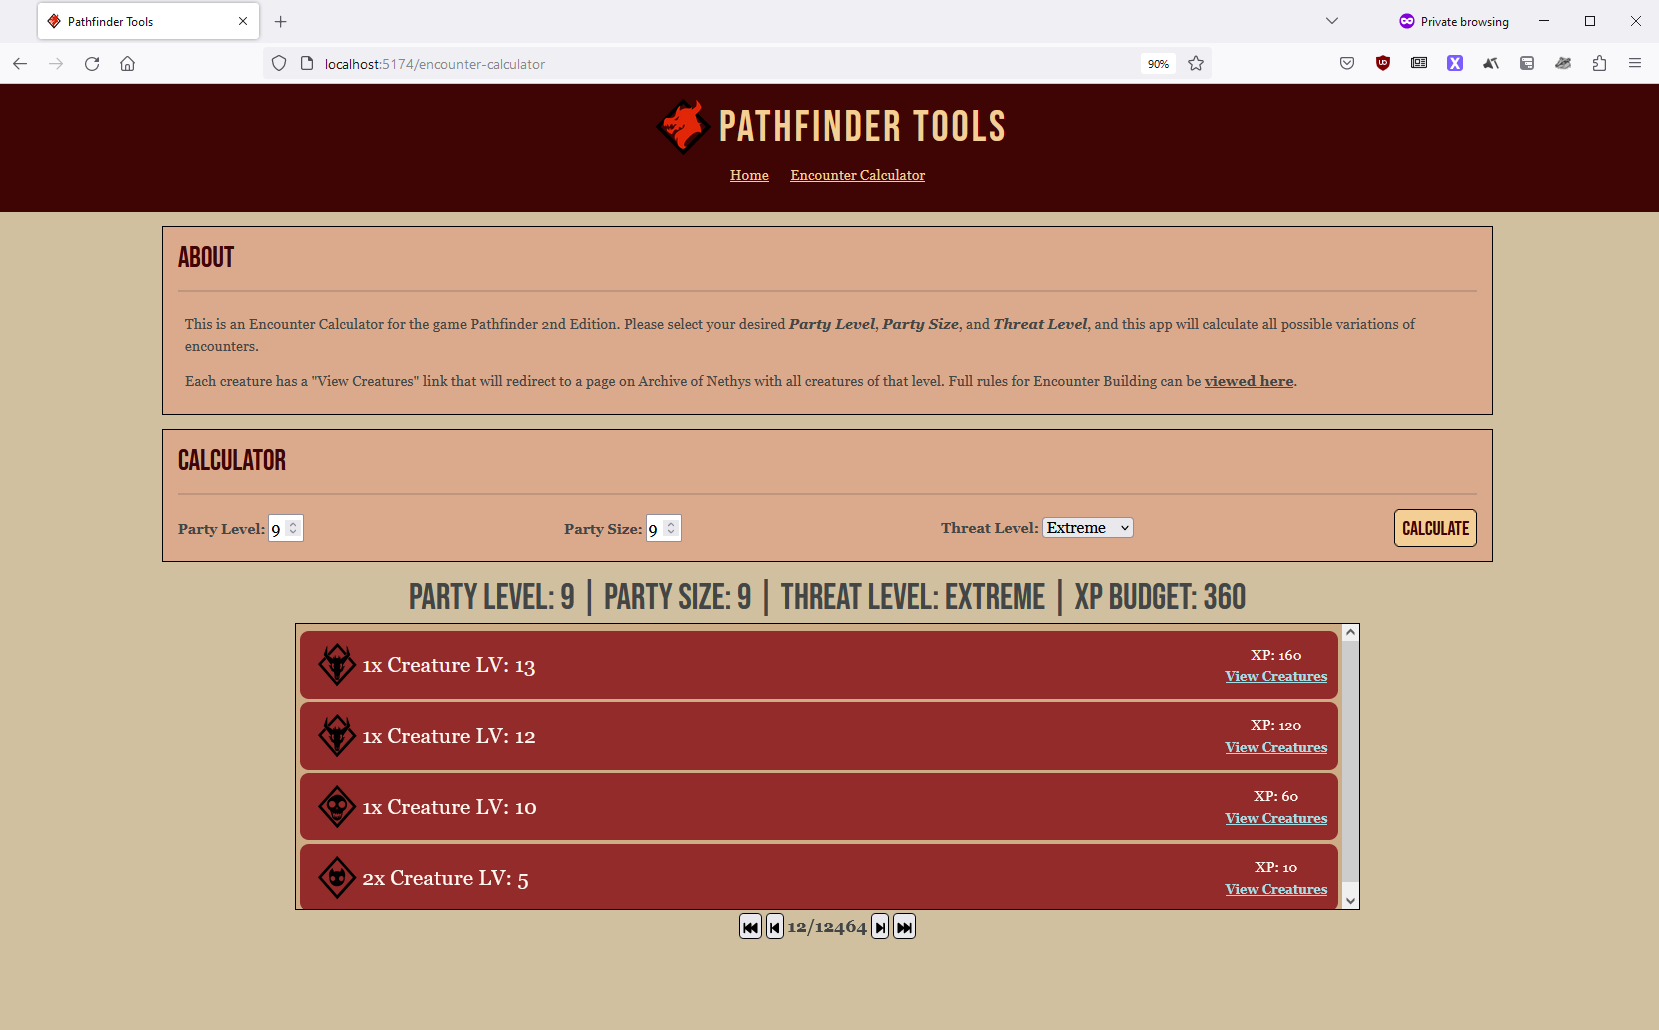 Pathfinder Tools
Private browsing
localhost:5174/encounter-calculator
90%
PATHFINDER TOOLS
Home Encounter Calculator
ABOUT
This is an Encounter Calculator for the game Pathfinder 2nd Edition. Please select your desired Party Level, Party Size, and Threat Level, and this app will calculate all possible variations of
encounters.
Each creature has a "View Creatures" link that will redirect to a page on Archive of Nethys with all creatures of that level. Full rules for Encounter Building can be viewed here.
CALCULATOR
Party Level: 9
Party Size: 9
Threat Level: Extreme
CALCULATE
PARTY LEVEL: 9 | PARTY SIZE: 9 | THREAT LEVEL: EXTREME | XP BUDGET: 360
1x Creature LV: 13
XP: 160
View Creatures
1x Creature LV: 12
XP: 120
View Creatures
1x Creature LV: 10
XP: 60
View Creatures
2x Creature LV: 5
XP: 10
View Creatures
12/12464